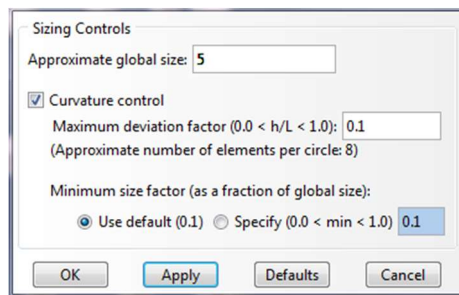 Sizing Controls
Approximate global size: 5
Curvature control
Maximum deviation factor (0.0 < h/L < 1.0): 0.1
(Approximate number of elements per circle: 8)
Minimum size factor (as a fraction of global size):
Use default (0.1) Specify (0.0 < min < 1.0) 0.1
OK Apply Defaults Cancel